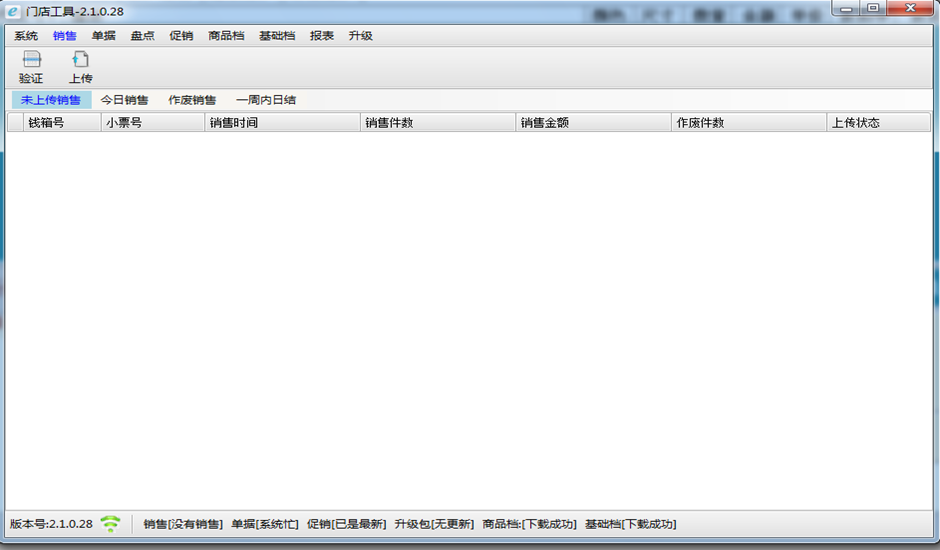 门店工具-2.1.0.28
系统 销售 单据 盘点 促销 商品档 基础档 报表 升级
验证 上传
未上传销售 今日销售 作废销售 一周内日结
钱箱号 小票号 销售时间 销售件数 销售金额 作废件数 上传状态
版本号:2.1.0.28 销售[没有销售] 单据[系统忙] 促销[已是最新] 升级包[无更新] 商品档:[下载成功] 基础档[下载成功]